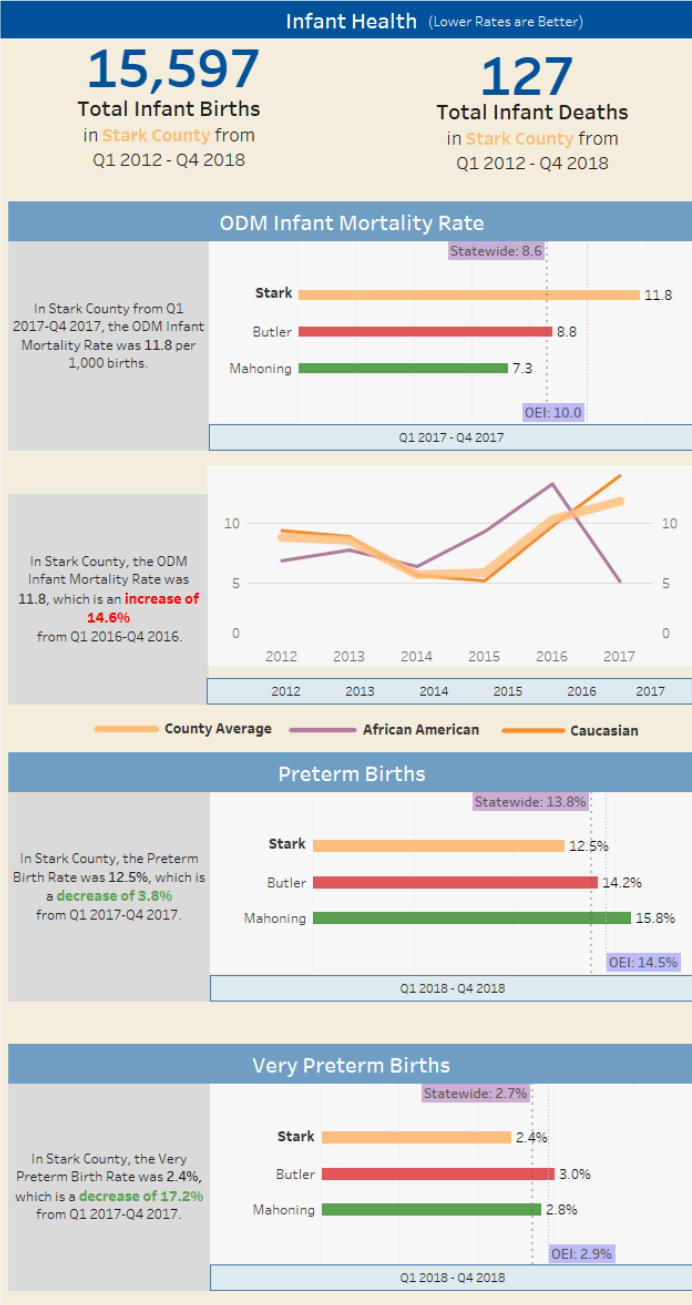 Infant Health (Lower Rates are Better)
15,597
Total Infant Births
in Stark County from
Q1 2012 - Q4 2018
127
Total Infant Deaths
in Stark County from
Q1 2012 - Q4 2018
ODM Infant Mortality Rate
In Stark County from Q1
2017-Q4 2017, the ODM Infant
Mortality Rate was 11.8 per
1,000 births.
Statewide: 8.6
Stark 11.8
Butler 8.8
Mahoning 7.3
OEI: 10.0
Q1 2017 - Q4 2017
In Stark County, the ODM
Infant Mortality Rate was
11.8, which is an increase of
14.6%
from Q1 2016-Q4 2016.
10 10
5 5
0 0
2012 2013 2014 2015 2016 2017
2012 2013 2014 2015 2016 2017
County Average African American Caucasian
Preterm Births
In Stark County, the Preterm
Birth Rate was 12.5%, which is
a decrease of 3.8%
from Q1 2017-Q4 2017.
Statewide: 13.8%
Stark 12.5%
Butler 14.2%
Mahoning 15.8%
OEI: 14.5%
Q1 2018 - Q4 2018
Very Preterm Births
In Stark County, the Very
Preterm Birth Rate was 2.4%,
which is a decrease of 17.2%
from Q1 2017-Q4 2017.
Statewide: 2.7%
Stark 2.4%
Butler 3.0%
Mahoning 2.8%
OEI: 2.9%
Q1 2018 - Q4 2018